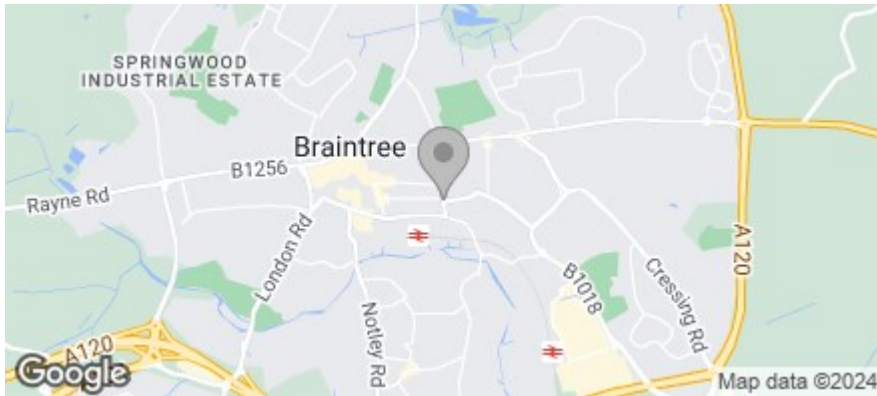 SPRINGWOOD
INDUSTRIAL ESTATE
Braintree
B1256
Rayne Rd
London Rd
Notley Rd
B1018
Cressing Rd
A120
A120
Google
Map data ©2024